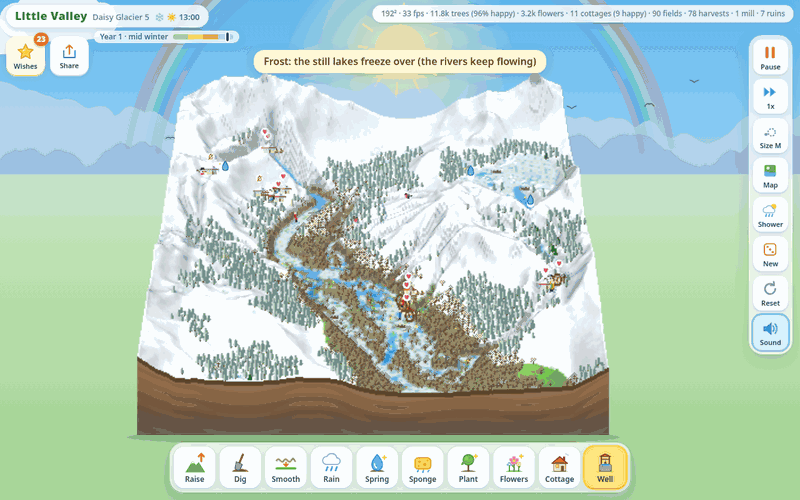 Little Valley Daisy Glacier 5 13:00
192² · 33 fps · 11.8k trees (96% happy) · 3.2k flowers · 11 cottages (9 happy) · 90 fields · 78 harvests · 1 mill · 7 ruins
Year 1 · mid winter
23
Wishes
Share
Frost: the still lakes freeze over (the rivers keep flowing)
Pause
1x
Size M
Map
Shower
New
Reset
Sound
Raise
Dig
Smooth
Rain
Spring
Sponge
Plant
Flowers
Cottage
Well